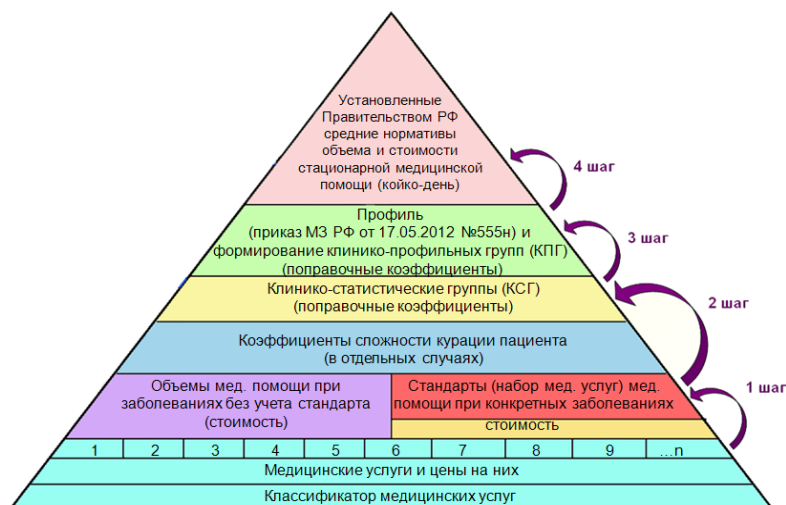 Установленные
Правительством РФ
средние нормативы
объема и стоимости
стационарной медицинской
помощи (койко-день)
4 шаг
Профиль
(приказ МЗ РФ от 17.05.2012 №555н) и
формирование клинико-профильных групп (КПГ)
(поправочные коэффициенты)
3 шаг
Клинико-статистические группы (КСГ)
(поправочные коэффициенты)
2 шаг
Коэффициенты сложности курации пациента
(в отдельных случаях)
Объемы мед. помощи при
заболеваниях без учета стандарта
(стоимость)
Стандарты (набор мед. услуг) мед.
помощи при конкретных заболеваниях
стоимость
1 шаг
1 2 3 4 5 6 7 8 9 ...n
Медицинские услуги и цены на них
Классификатор медицинских услуг